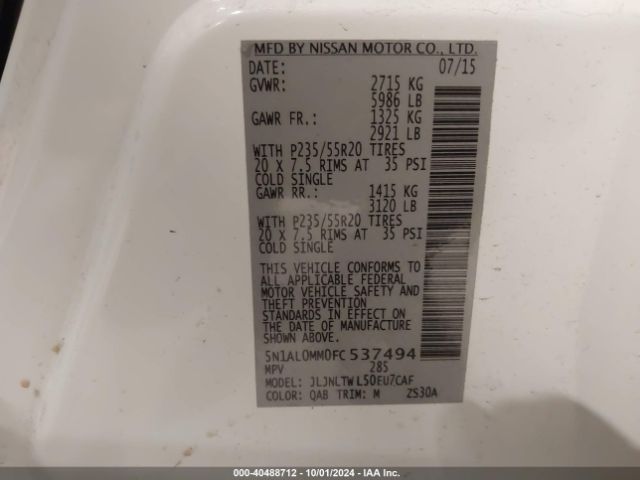 MFD BY NISSAN MOTOR CO., LTD.
DATE: 07/15
GVWR: 2715 KG
5986 LB
GAWR FR.: 1325 KG
2921 LB
WITH P235/55R20 TIRES
20 X 7.5 RIMS AT 35 PSI
COLD SINGLE
GAWR RR.: 1415 KG
3120 LB
WITH P235/55R20 TIRES
20 X 7.5 RIMS AT 35 PSI
COLD SINGLE
THIS VEHICLE CONFORMS TO
ALL APPLICABLE FEDERAL
MOTOR VEHICLE SAFETY AND
THEFT PREVENTION
STANDARDS IN EFFECT ON
THE DATE OF MANUFACTURE
5N1AL0MM0FC537494
MPV 285
MODEL: JLJNLTWL50EU7CAF
COLOR: QAB TRIM: M ZS30A
000-40488712 - 10/01/2024 - IAA Inc.